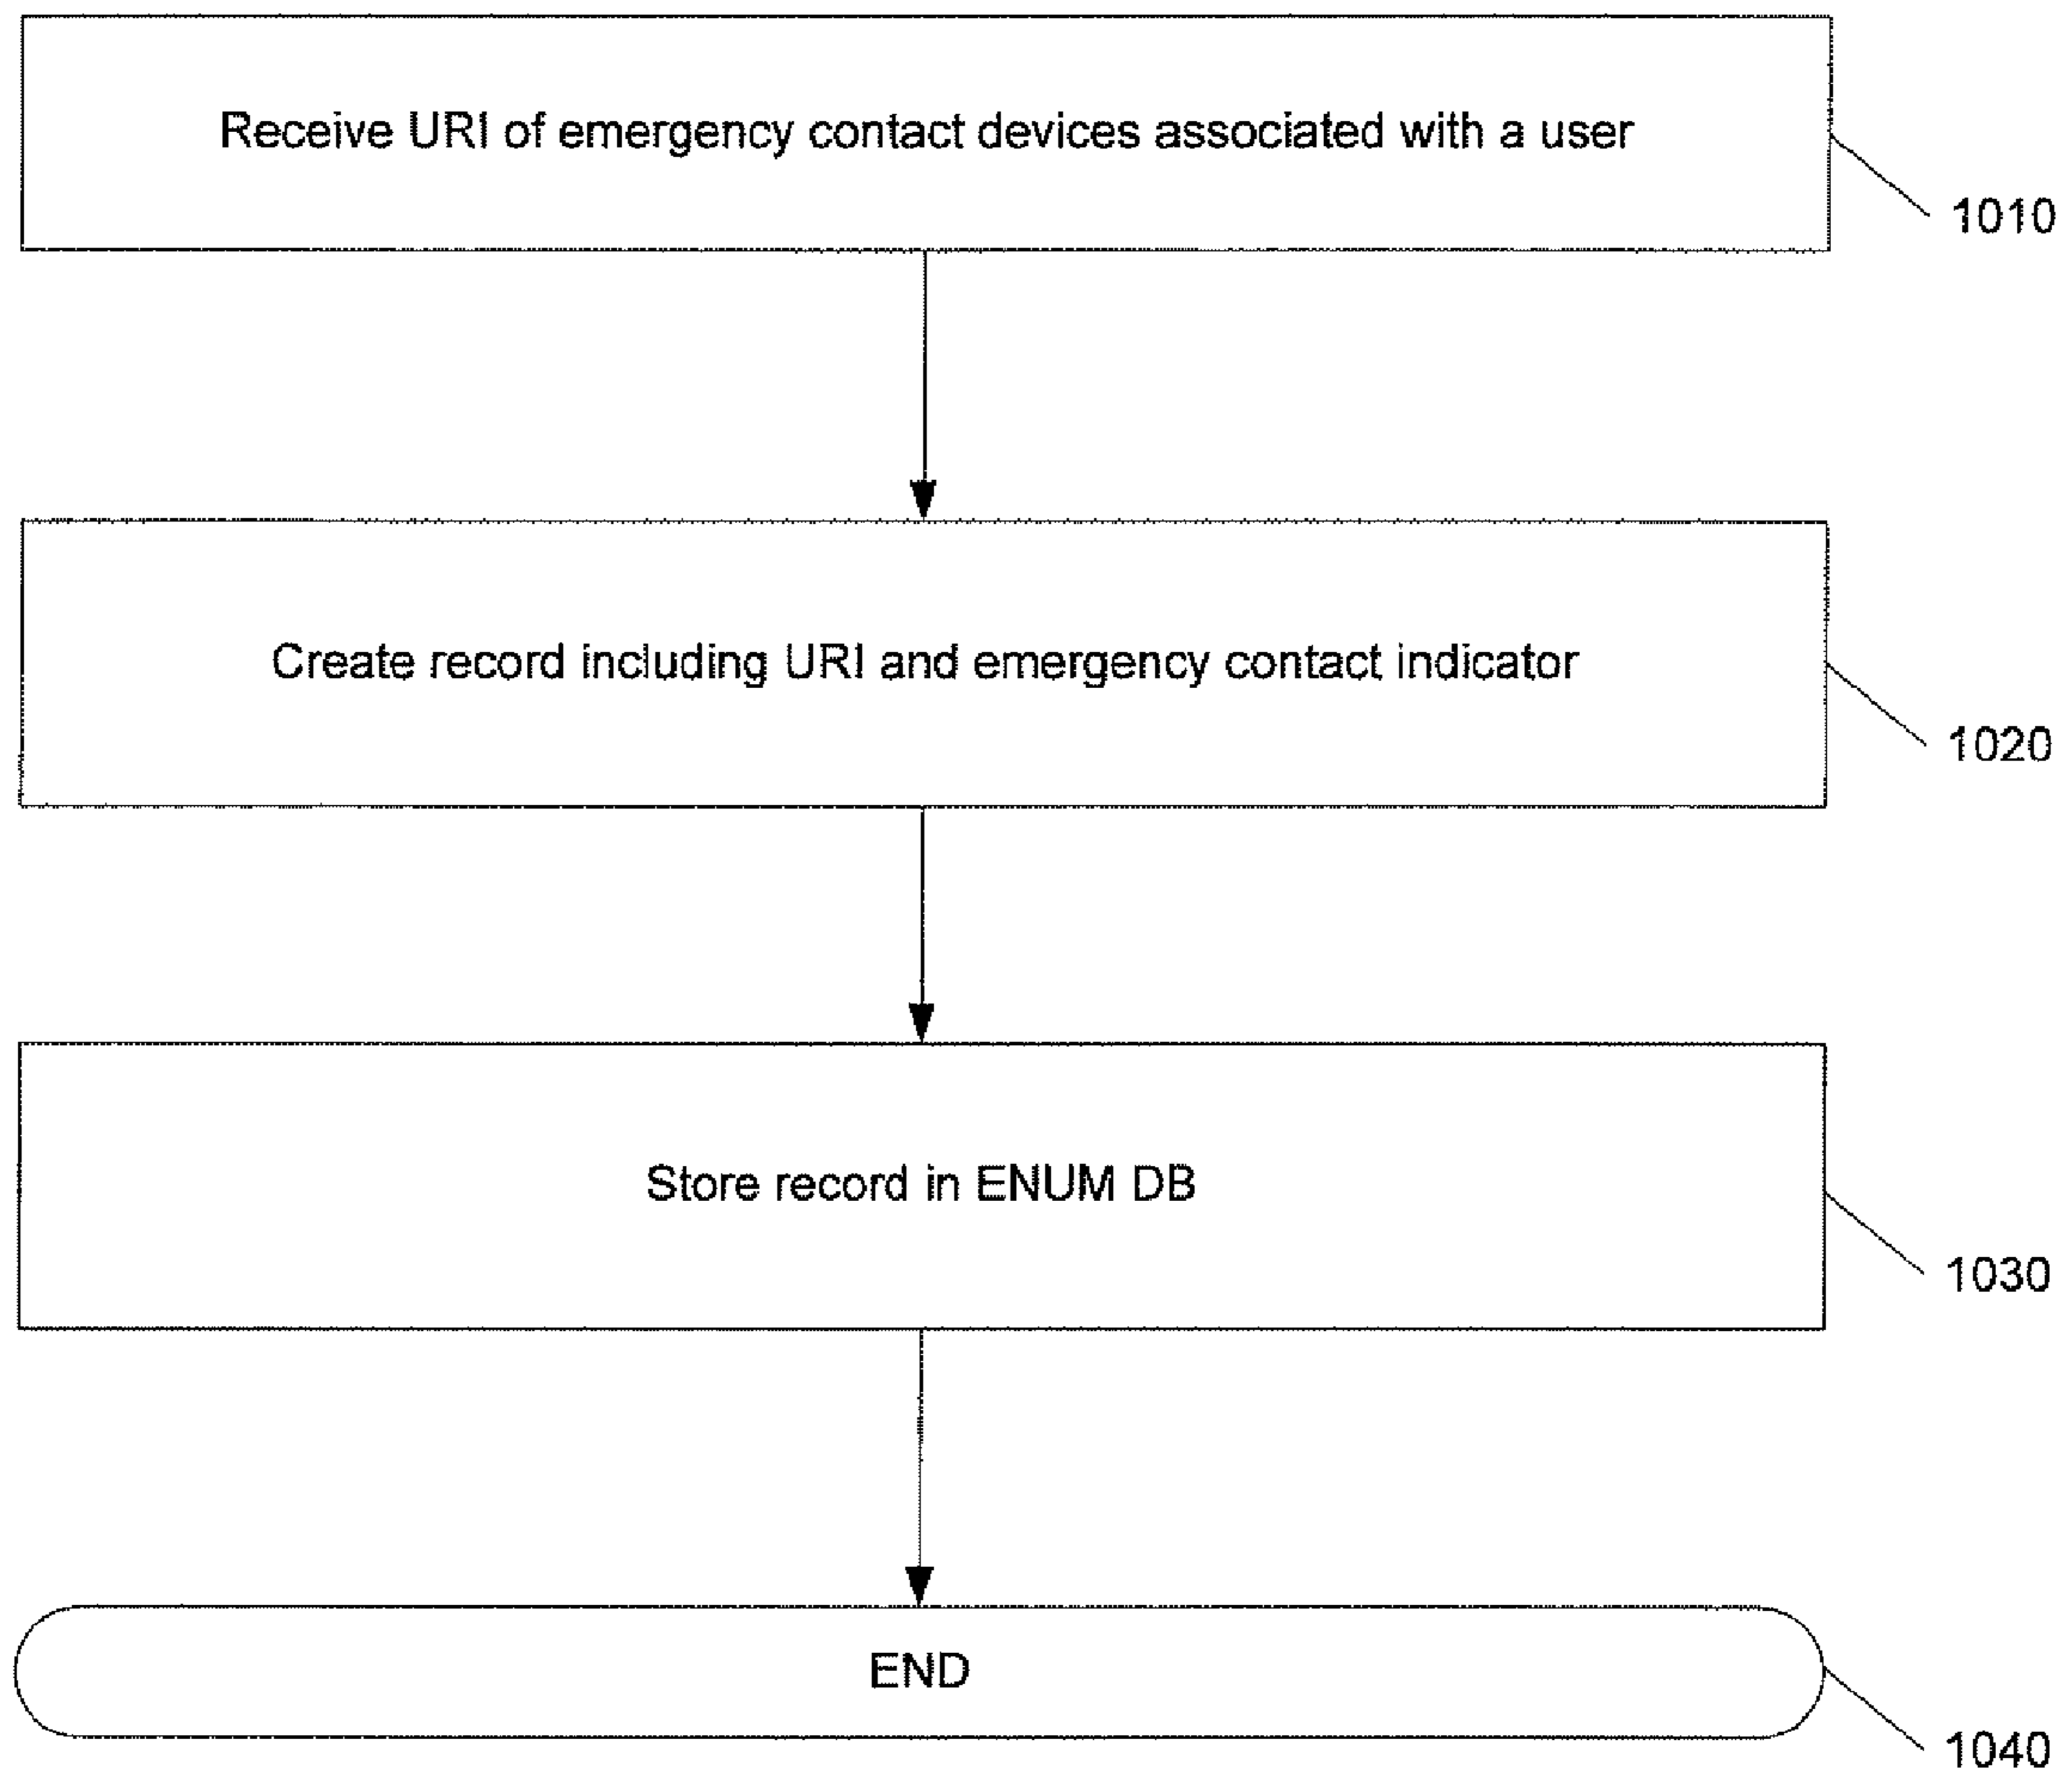 Receive URI of emergency contact devices associated with a user
1010
Create record including URI and emergency contact indicator
1020
Store record in ENUM DB
1030
END
1040